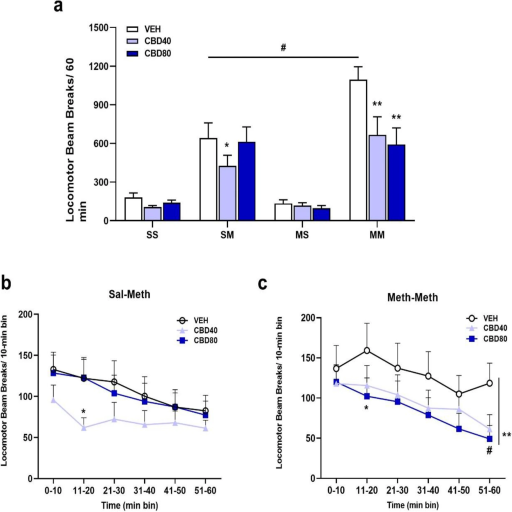 a
VEH
CBD40
CBD80
Locomotor Beam Breaks/ 60
min
1500
1200
900
600
300
0
#
*
**
**
SS
SM
MS
MM
b
Sal-Meth
VEH
CBD40
CBD80
Locomotor Beam Breaks/ 10-min bin
200
150
100
50
0
*
0-10
11-20
21-30
31-40
41-50
51-60
Time (min bin)
c
Meth-Meth
VEH
CBD40
CBD80
Locomotor Beam Breaks/ 10-min bin
200
150
100
50
0
*
**
#
0-10
11-20
21-30
31-40
41-50
51-60
Time (min bin)